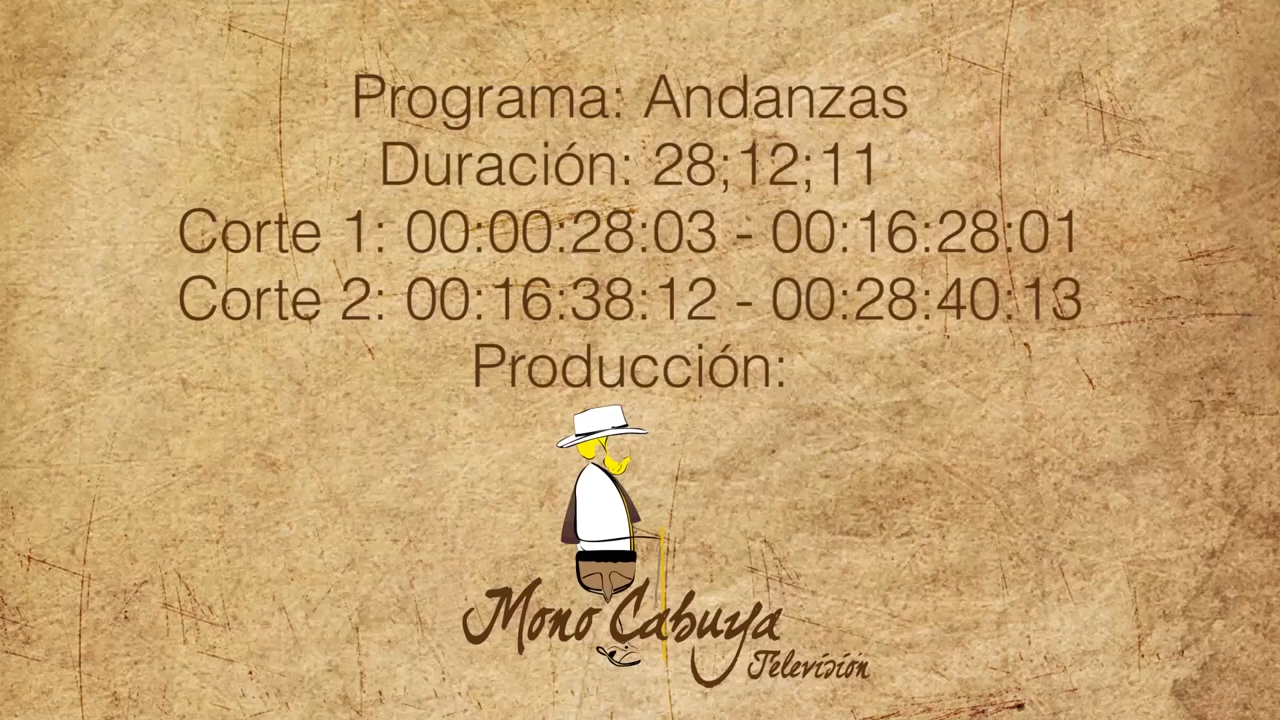 Programa: Andanzas
Duración: 28;12;11
Corte 1: 00:00:28:03 - 00:16:28:01
Corte 2: 00:16:38:12 - 00:28:40:13
Producción:
Mono Cabuya
Televisión